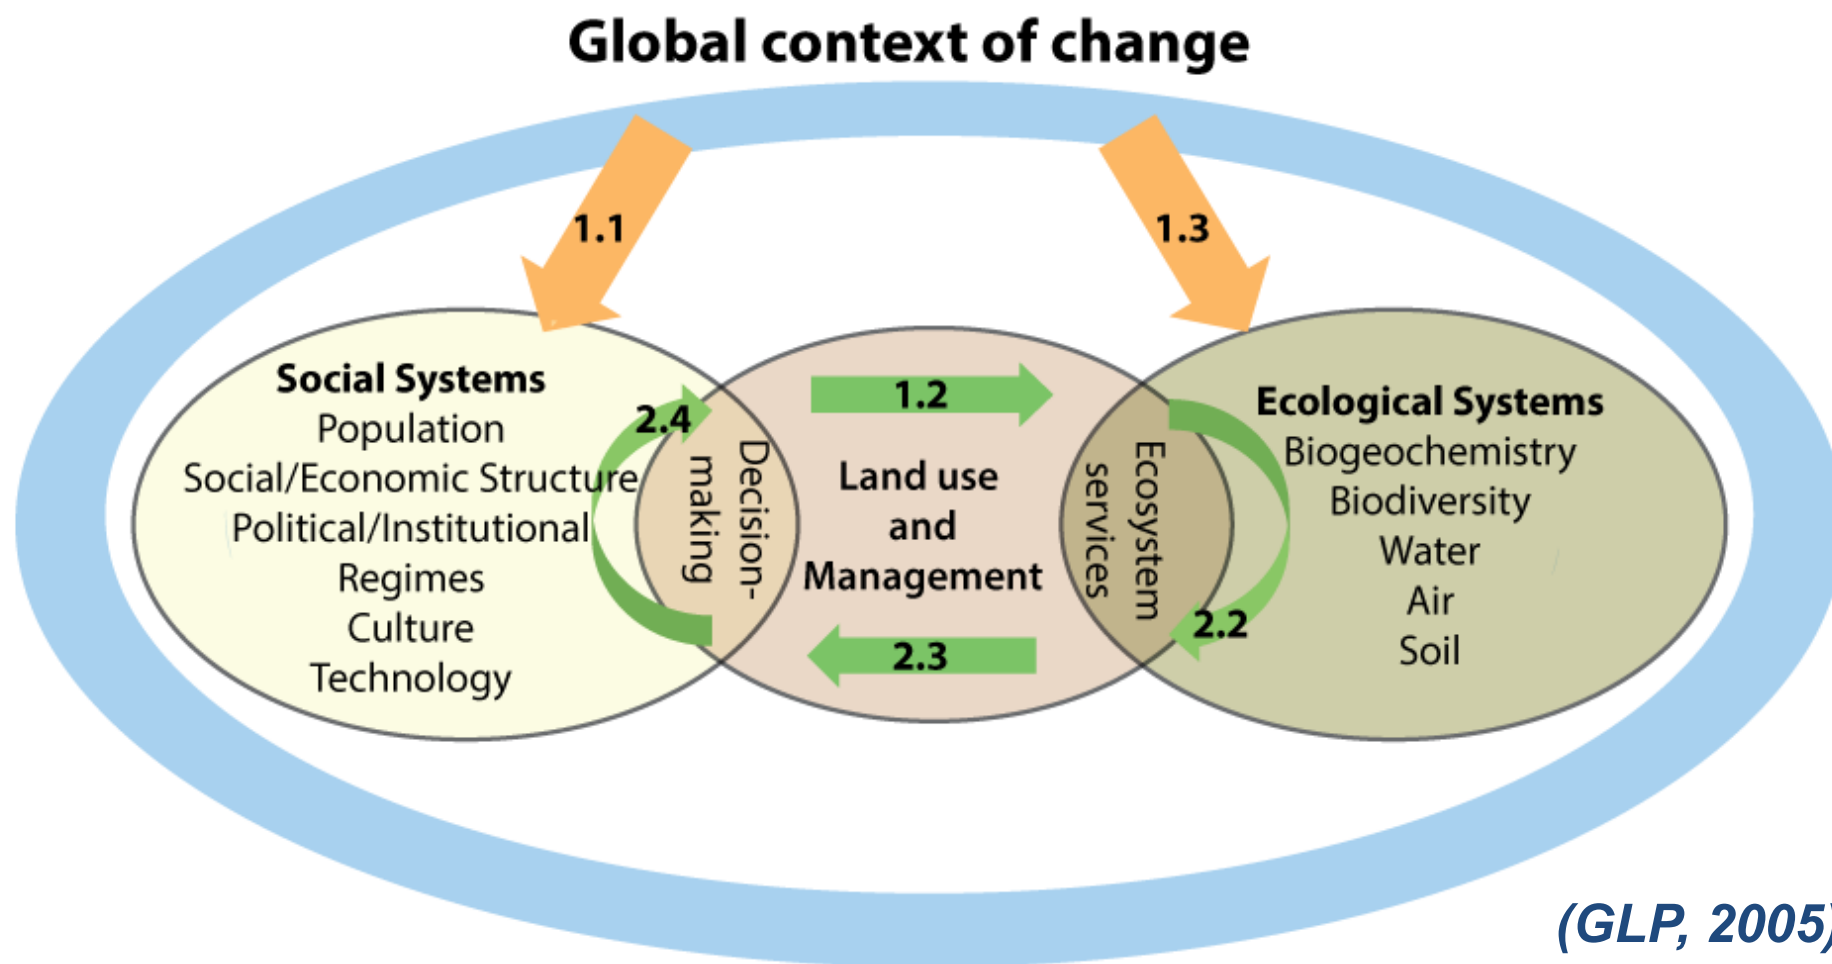 Global context of change
1.1
1.3
Social Systems
Population
Social/Economic Structure
Political/Institutional
Regimes
Culture
Technology
2.4
Decision-
making
1.2
Land use
and
Management
2.3
Ecosystem
services
2.2
Ecological Systems
Biogeochemistry
Biodiversity
Water
Air
Soil
(GLP, 2005)